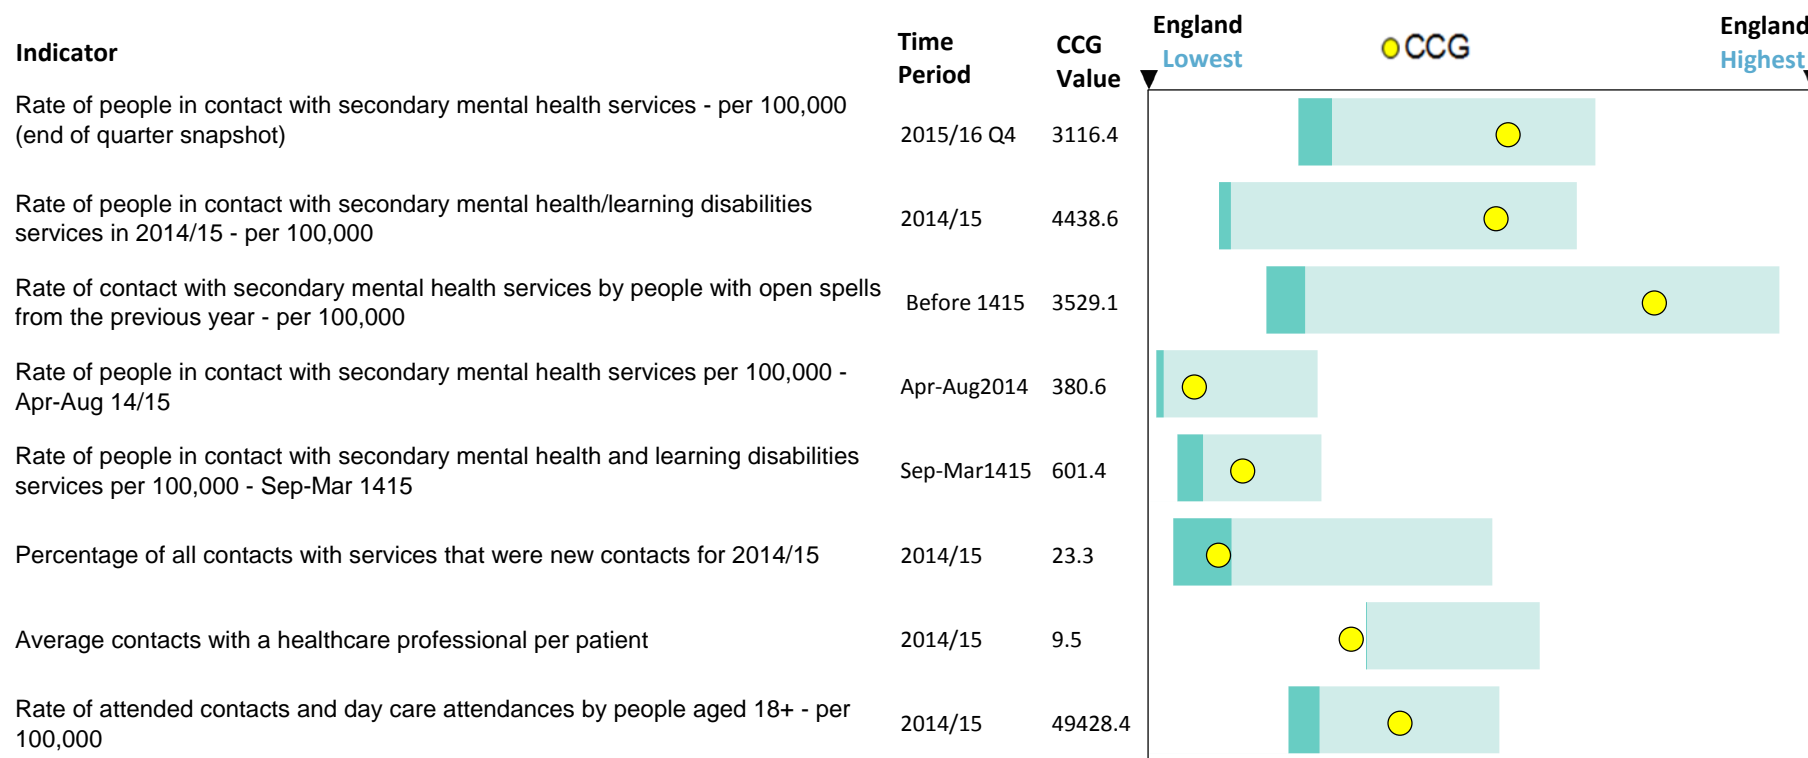 Indicator
Time
Period
CCG
Value
England
Lowest
CCG
England
Highest
Rate of people in contact with secondary mental health services - per 100,000
(end of quarter snapshot)
2015/16 Q4
3116.4
Rate of people in contact with secondary mental health/learning disabilities
services in 2014/15 - per 100,000
2014/15
4438.6
Rate of contact with secondary mental health services by people with open spells
from the previous year - per 100,000
Before 1415
3529.1
Rate of people in contact with secondary mental health services per 100,000 -
Apr-Aug 14/15
Apr-Aug2014
380.6
Rate of people in contact with secondary mental health and learning disabilities
services per 100,000 - Sep-Mar 1415
Sep-Mar1415
601.4
Percentage of all contacts with services that were new contacts for 2014/15
2014/15
23.3
Average contacts with a healthcare professional per patient
2014/15
9.5
Rate of attended contacts and day care attendances by people aged 18+ - per
100,000
2014/15
49428.4